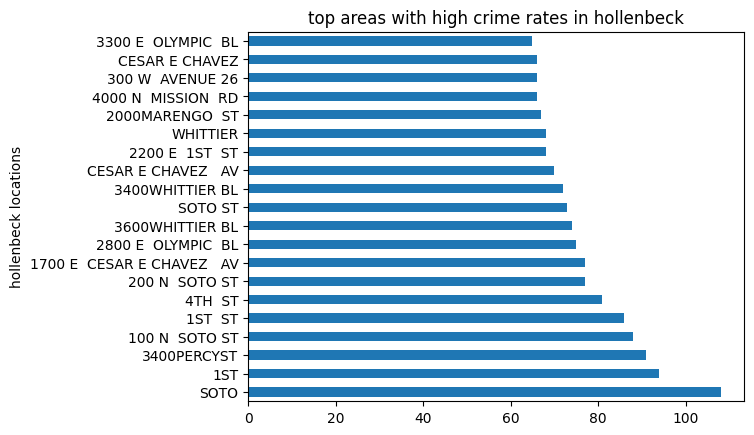 top areas with high crime rates in hollenbeck
hollenbeck locations
3300 E  OLYMPIC  BL
CESAR E CHAVEZ
300 W  AVENUE 26
4000 N  MISSION  RD
2000MARENGO  ST
WHITTIER
2200 E  1ST  ST
CESAR E CHAVEZ   AV
3400WHITTIER BL
SOTO ST
3600WHITTIER BL
2800 E  OLYMPIC  BL
1700 E  CESAR E CHAVEZ   AV
200 N  SOTO ST
4TH  ST
1ST  ST
100 N  SOTO ST
3400PERCYST
1ST
SOTO
0 20 40 60 80 100